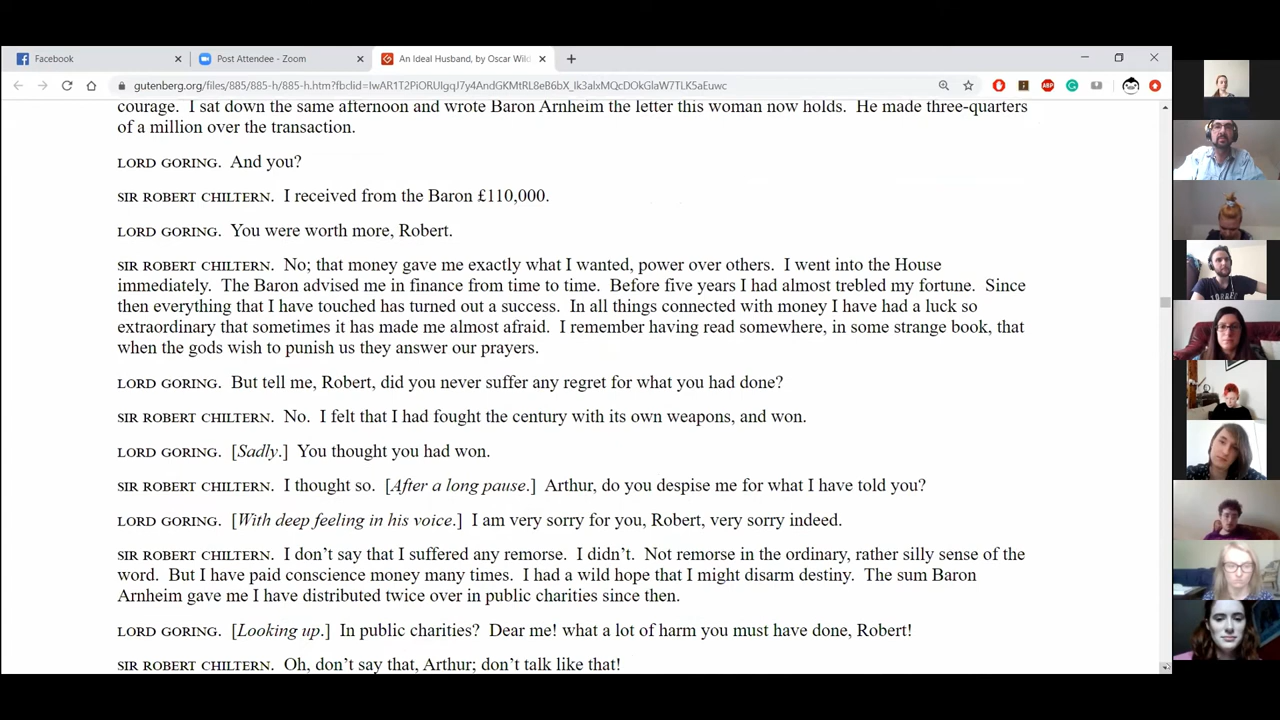 Facebook
Post Attendee - Zoom
An Ideal Husband, by Oscar Wild
gutenberg.org/files/885/885-h/885-h.htm?fbclid=IwAR1T2PiORUIgqJ7y4AndGKMtRL8eB6bX_Ik3alxMQcDOkGlaW7TLK5aEuwc
ABP
courage. I sat down the same afternoon and wrote Baron Arnheim the letter this woman now holds. He made three-quarters
of a million over the transaction.
LORD GORING. And you?
SIR ROBERT CHILTERN. I received from the Baron £110,000.
LORD GORING. You were worth more, Robert.
SIR ROBERT CHILTERN. No; that money gave me exactly what I wanted, power over others. I went into the House
immediately. The Baron advised me in finance from time to time. Before five years I had almost trebled my fortune. Since
then everything that I have touched has turned out a success. In all things connected with money I have had a luck so
extraordinary that sometimes it has made me almost afraid. I remember having read somewhere, in some strange book, that
when the gods wish to punish us they answer our prayers.
LORD GORING. But tell me, Robert, did you never suffer any regret for what you had done?
SIR ROBERT CHILTERN. No. I felt that I had fought the century with its own weapons, and won.
LORD GORING. [Sadly.] You thought you had won.
SIR ROBERT CHILTERN. I thought so. [After a long pause.] Arthur, do you despise me for what I have told you?
LORD GORING. [With deep feeling in his voice.] I am very sorry for you, Robert, very sorry indeed.
SIR ROBERT CHILTERN. I don’t say that I suffered any remorse. I didn’t. Not remorse in the ordinary, rather silly sense of the
word. But I have paid conscience money many times. I had a wild hope that I might disarm destiny. The sum Baron
Arnheim gave me I have distributed twice over in public charities since then.
LORD GORING. [Looking up.] In public charities? Dear me! what a lot of harm you must have done, Robert!
SIR ROBERT CHILTERN. Oh, don’t say that, Arthur; don’t talk like that!